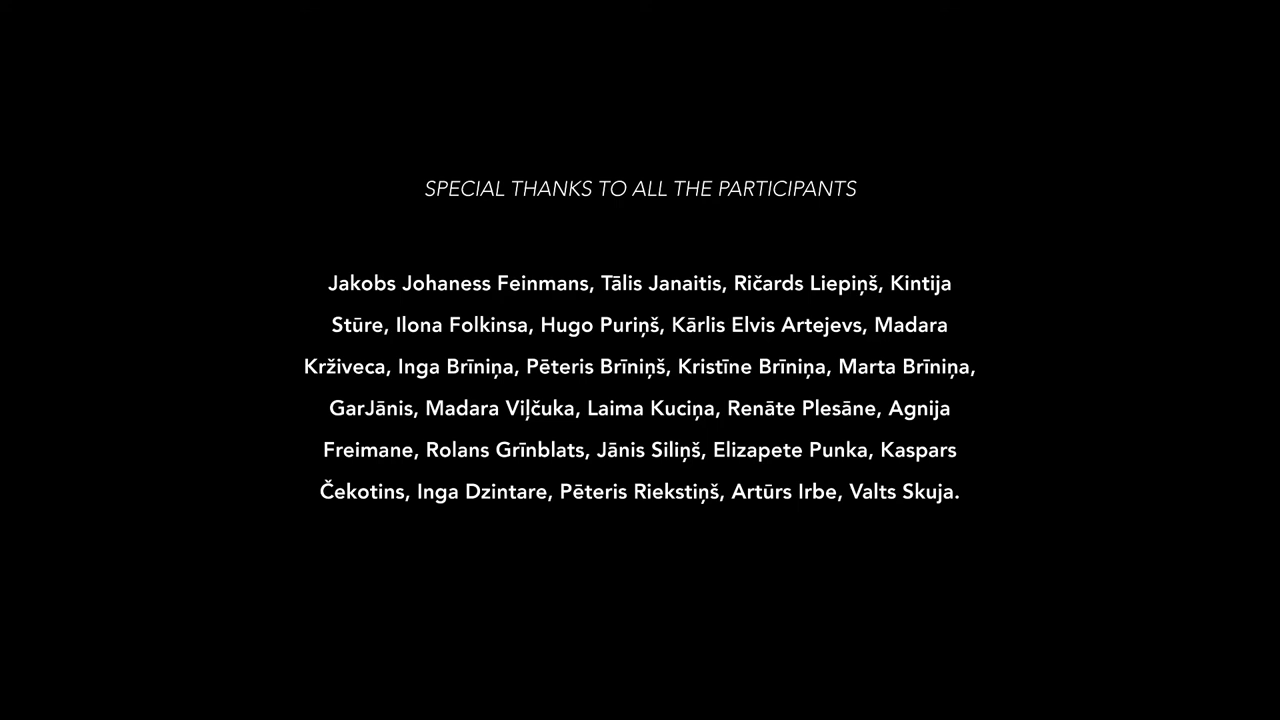 SPECIAL THANKS TO ALL THE PARTICIPANTS
Jakobs Johaness Feinmans, Tālis Janaitis, Ričards Liepiņš, Kintija
Stūre, Ilona Folkinsa, Hugo Puriņš, Kārlis Elvis Artejevs, Madara
Krživeca, Inga Brīniņa, Pēteris Brīniņš, Kristīne Brīniņa, Marta Brīniņa,
GarJānis, Madara Viļčuka, Laima Kuciņa, Renāte Plesāne, Agnija
Freimane, Rolans Grīnblats, Jānis Siliņš, Elizapete Punka, Kaspars
Čekotins, Inga Dzintare, Pēteris Riekstiņš, Artūrs Irbe, Valts Skuja.